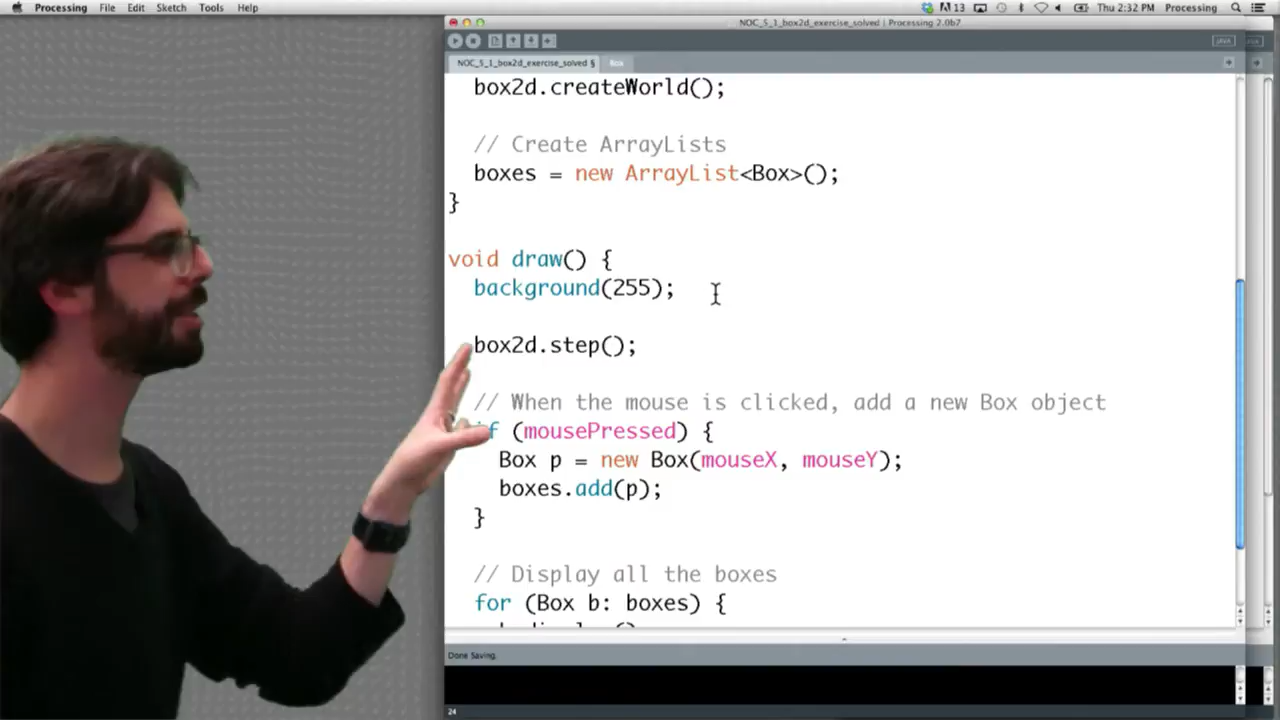 Processing File Edit Sketch Tools Help
13 Thu 2:32 PM Processing
NOC_5_1_box2d_exercise_solved | Processing 2.0b7
NOC_5_1_box2d_exercise_solved § Box
box2d.createWorld();
// Create ArrayLists
boxes = new ArrayList<Box>();
}
void draw() {
background(255);
box2d.step();
// When the mouse is clicked, add a new Box object
if (mousePressed) {
Box p = new Box(mouseX, mouseY);
boxes.add(p);
}
// Display all the boxes
for (Box b: boxes) {
Done Saving.
24